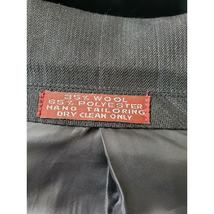 35% WOOL
65% POLYESTER
HAND TAILORING
DRY CLEAN ONLY